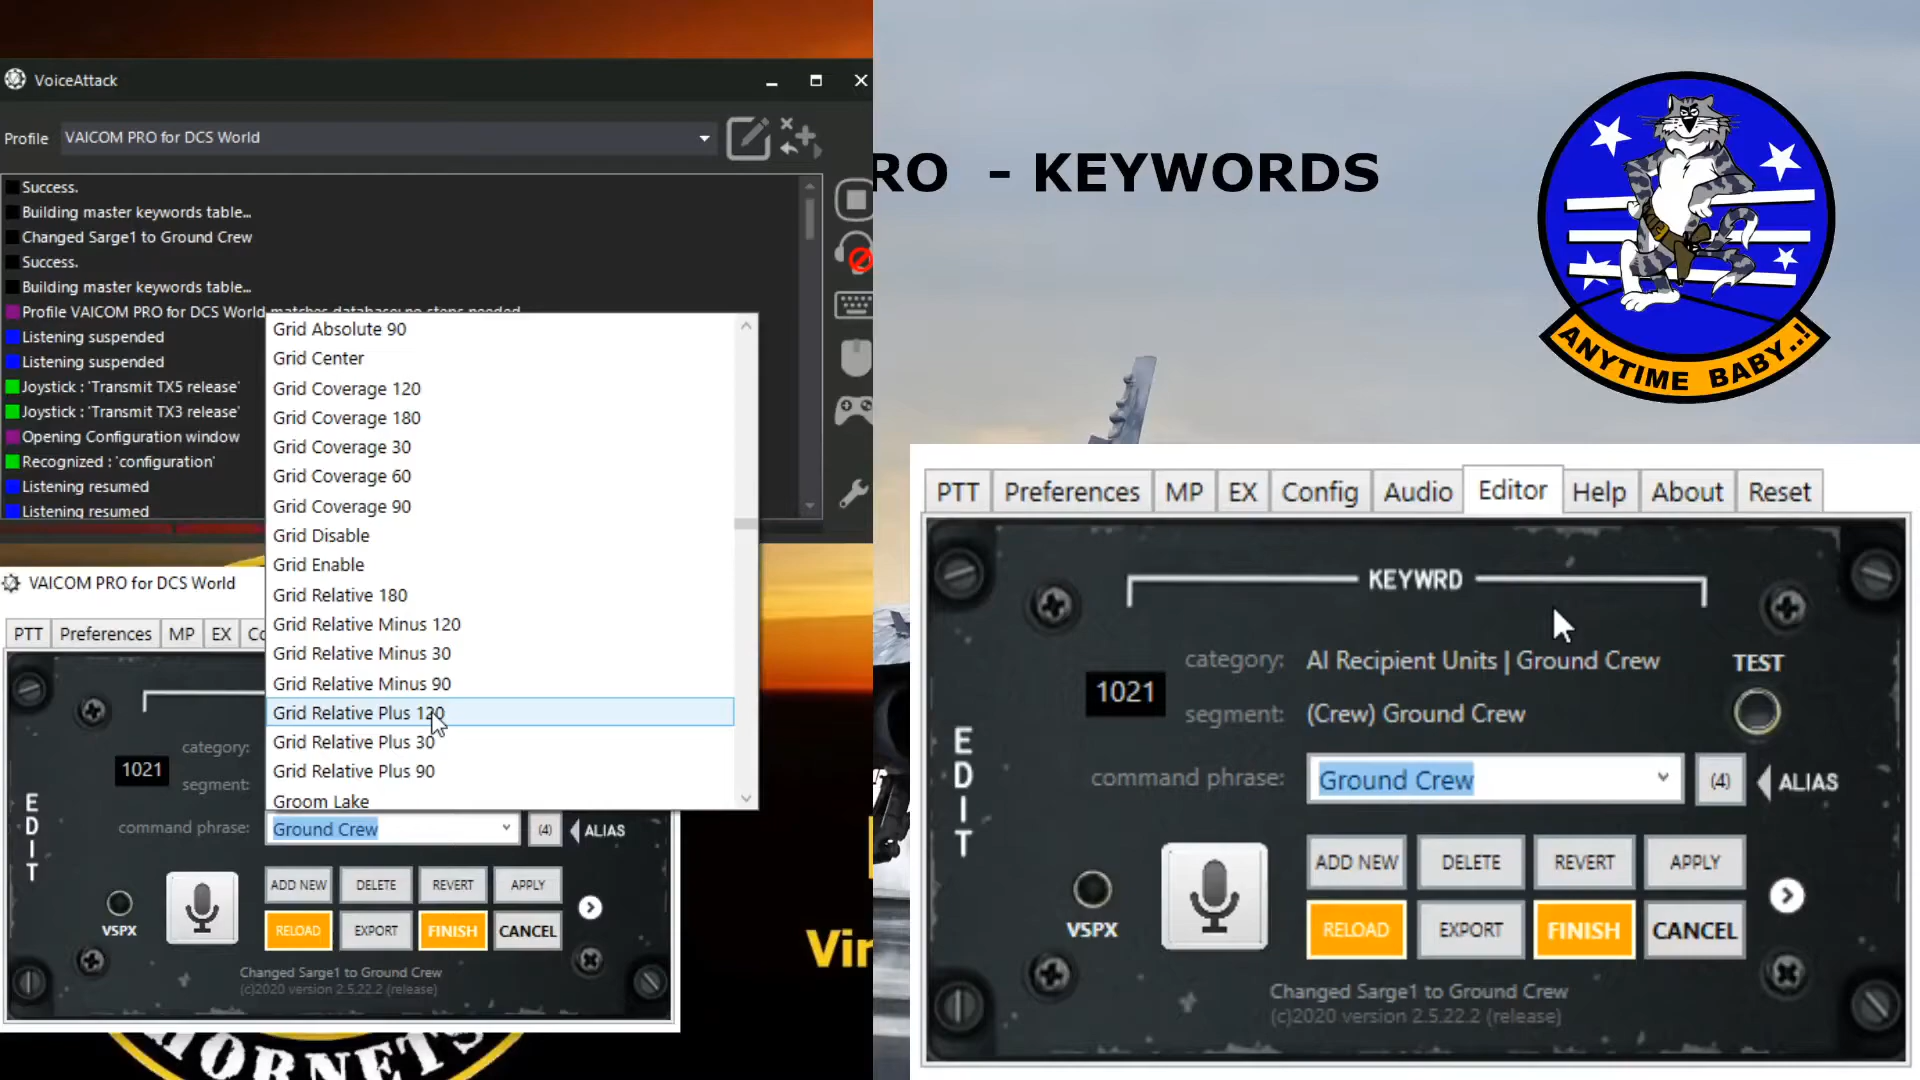 VoiceAttack
Profile VAICOM PRO for DCS World
Success.
Building master keywords table...
Changed Sarge1 to Ground Crew
Success.
Building master keywords table...
Profile VAICOM PRO for DCS World matches database; no steps needed
Listening suspended
Listening suspended
Joystick : 'Transmit TX5 release'
Joystick : 'Transmit TX3 release'
Opening Configuration window
Recognized : 'configuration'
Listening resumed
Listening resumed
Grid Absolute 90
Grid Center
Grid Coverage 120
Grid Coverage 180
Grid Coverage 30
Grid Coverage 60
Grid Coverage 90
Grid Disable
Grid Enable
Grid Relative 180
Grid Relative Minus 120
Grid Relative Minus 30
Grid Relative Minus 90
Grid Relative Plus 120
Grid Relative Plus 30
Grid Relative Plus 90
Groom Lake
VAICOM PRO for DCS World
PTT Preferences MP EX Co
1021
category:
segment:
EDIT
command phrase: Ground Crew (4) ALIAS
ADD NEW DELETE REVERT APPLY
VSPX
RELOAD EXPORT FINISH CANCEL
Changed Sarge1 to Ground Crew
(c)2020 version 2.5.22.2 (release)
HORNETS
Vir
RO - KEYWORDS
ANYTIME BABY..!
PTT Preferences MP EX Config Audio Editor Help About Reset
KEYWRD
1021
category: AI Recipient Units | Ground Crew
TEST
segment: (Crew) Ground Crew
EDIT
command phrase: Ground Crew (4) ALIAS
ADD NEW DELETE REVERT APPLY
VSPX
RELOAD EXPORT FINISH CANCEL
Changed Sarge1 to Ground Crew
(c)2020 version 2.5.22.2 (release)